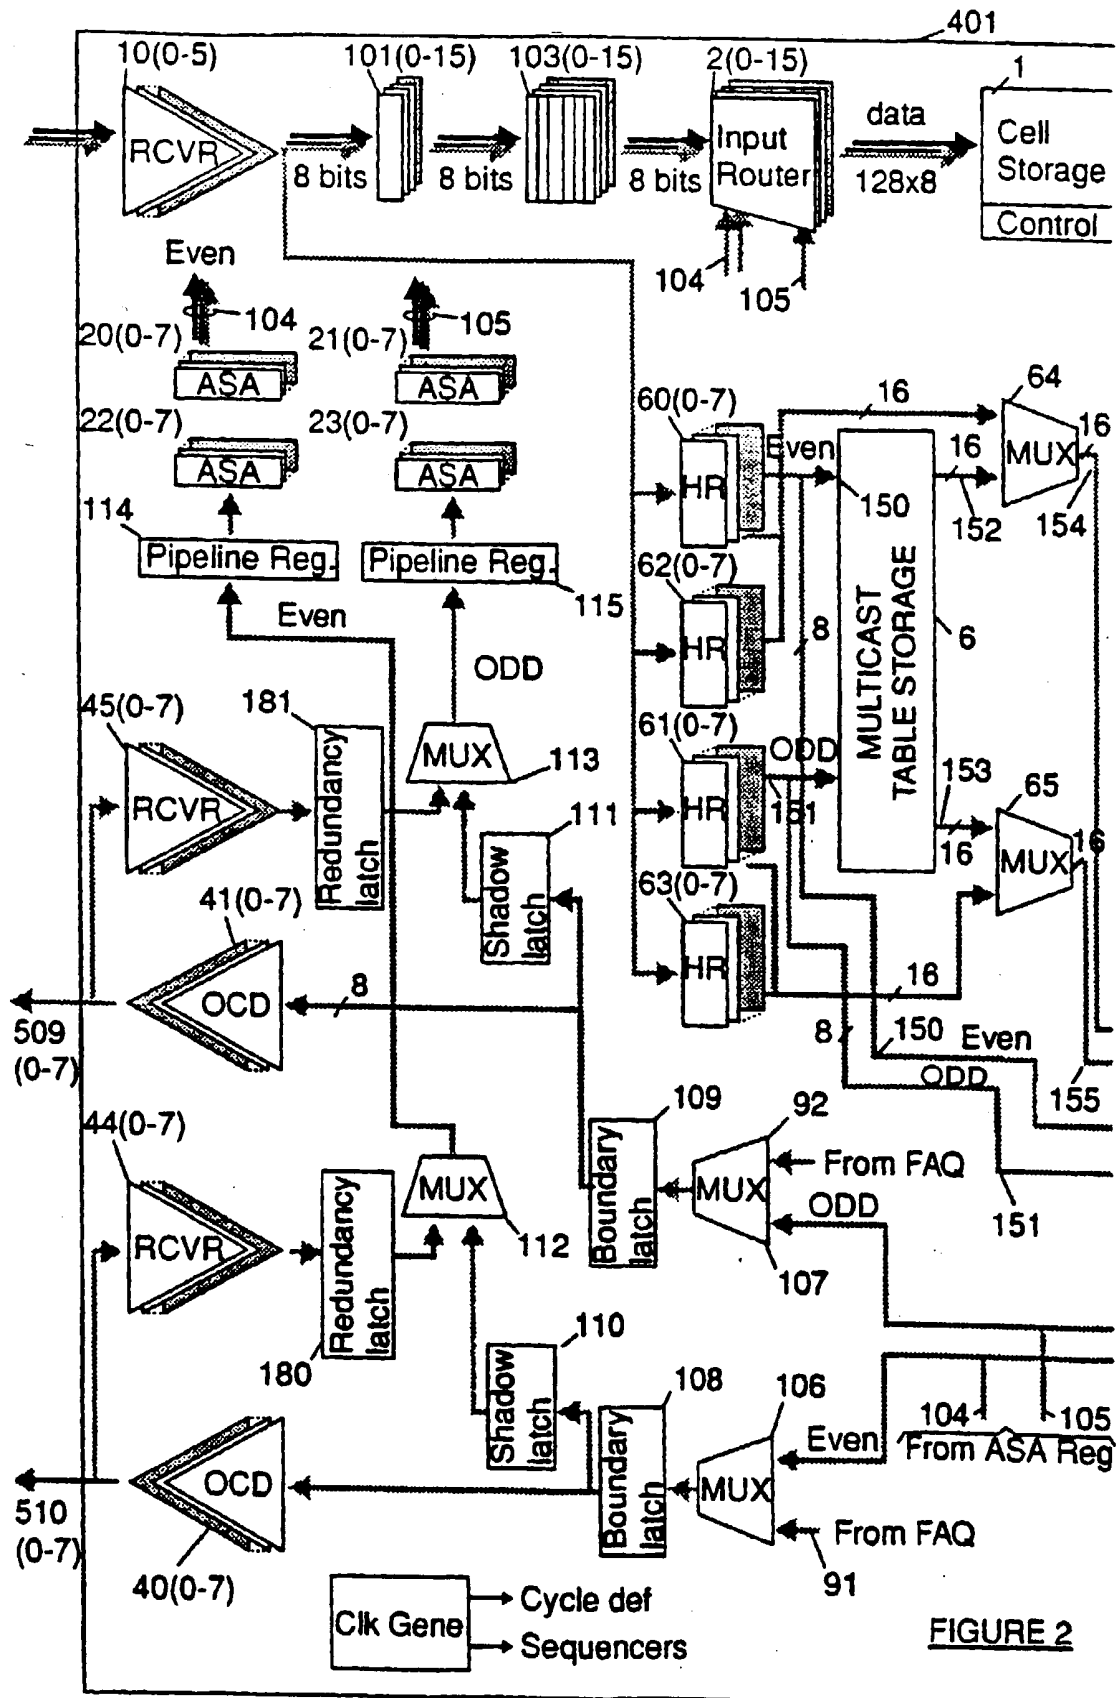 401
10(0-5)
101(0-15)
103(0-15)
2(0-15)
1
RCVR
8 bits
8 bits
8 bits
Input
Router
data
128x8
Cell
Storage
Control
104
105
Even
104
105
20(0-7)
ASA
21(0-7)
ASA
22(0-7)
ASA
23(0-7)
ASA
114
Pipeline Reg.
Pipeline Reg.
115
Even
ODD
60(0-7)
HR
Even
16
64
MUX
16
154
150
16
152
62(0-7)
HR
8
MULTICAST
TABLE STORAGE
6
61(0-7)
HR
ODD
151
153
16
65
MUX
16
63(0-7)
HR
16
8
150
Even
ODD
155
151
45(0-7)
RCVR
181
Redundancy
latch
MUX
113
111
Shadow
latch
41(0-7)
OCD
8
509
(0-7)
109
Boundary
latch
92
MUX
From FAQ
ODD
107
44(0-7)
RCVR
Redundancy
latch
180
MUX
112
110
Shadow
latch
108
Boundary
latch
106
MUX
Even
104
105
From ASA Reg
From FAQ
91
OCD
510
(0-7)
40(0-7)
Clk Gene
Cycle def
Sequencers
FIGURE 2